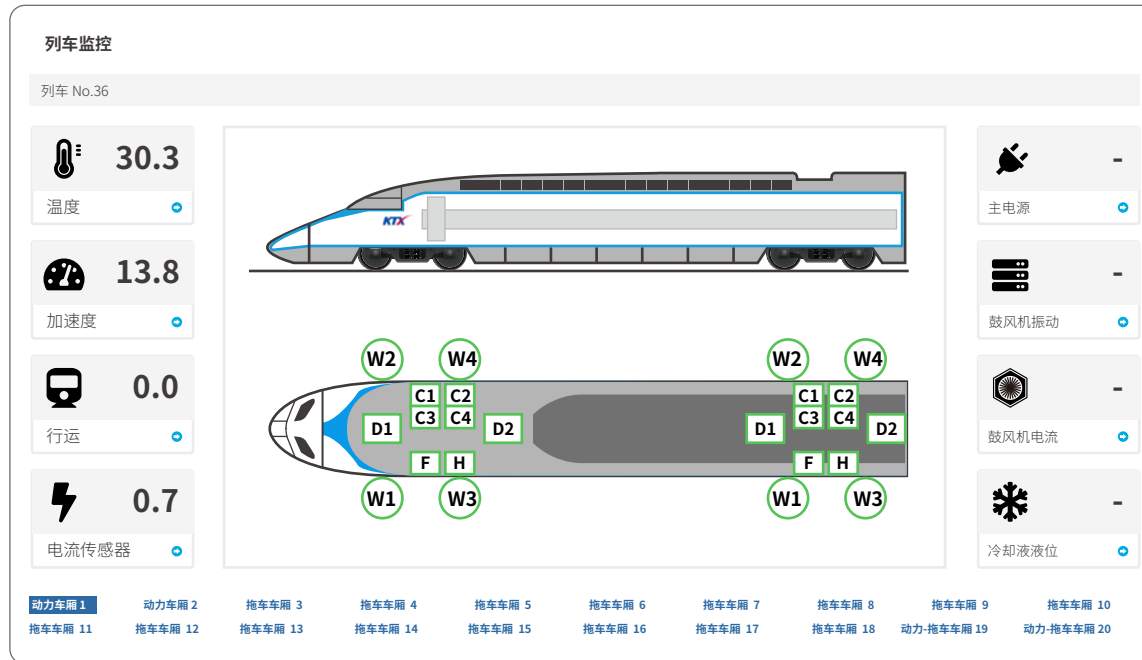 列车监控
列车 No.36
30.3
温度
13.8
加速度
0.0
行运
0.7
电流传感器
KTX
W2 W4 W2 W4
C1 C2 C1 C2
C3 C4 C3 C4
D1 D2 D1 D2
F H F H
W1 W3 W1 W3
-
主电源
-
鼓风机振动
-
鼓风机电流
-
冷却液液位
动力车厢 1 动力车厢 2 拖车车厢 3 拖车车厢 4 拖车车厢 5 拖车车厢 6 拖车车厢 7 拖车车厢 8 拖车车厢 9 拖车车厢 10
拖车车厢 11 拖车车厢 12 拖车车厢 13 拖车车厢 14 拖车车厢 15 拖车车厢 16 拖车车厢 17 拖车车厢 18 动力-拖车车厢 19 动力-拖车车厢 20